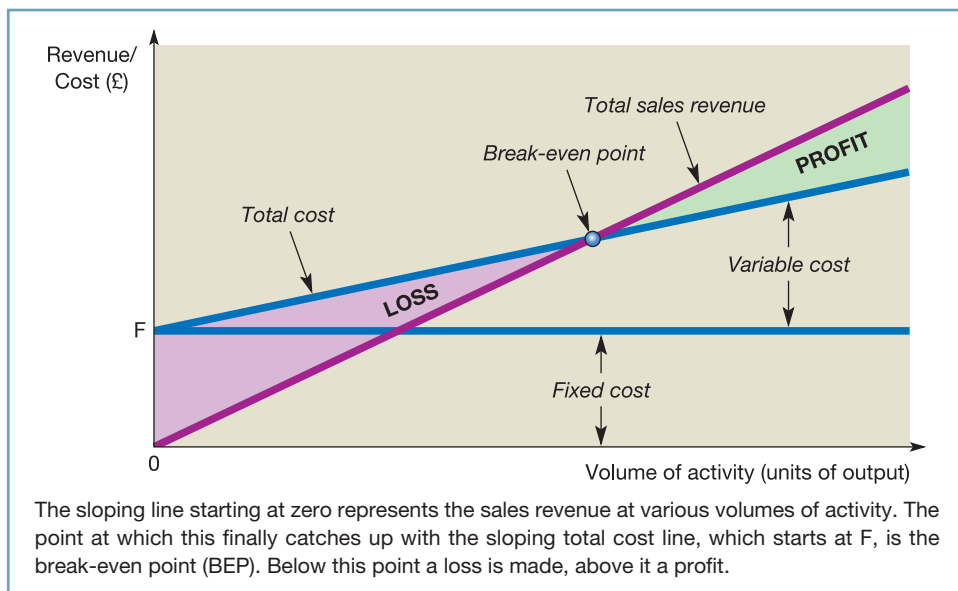 Revenue/
Cost (£)
Total sales revenue
PROFIT
Break-even point
Total cost
Variable cost
LOSS
F
Fixed cost
0
Volume of activity (units of output)
The sloping line starting at zero represents the sales revenue at various volumes of activity. The
point at which this finally catches up with the sloping total cost line, which starts at F, is the
break-even point (BEP). Below this point a loss is made, above it a profit.